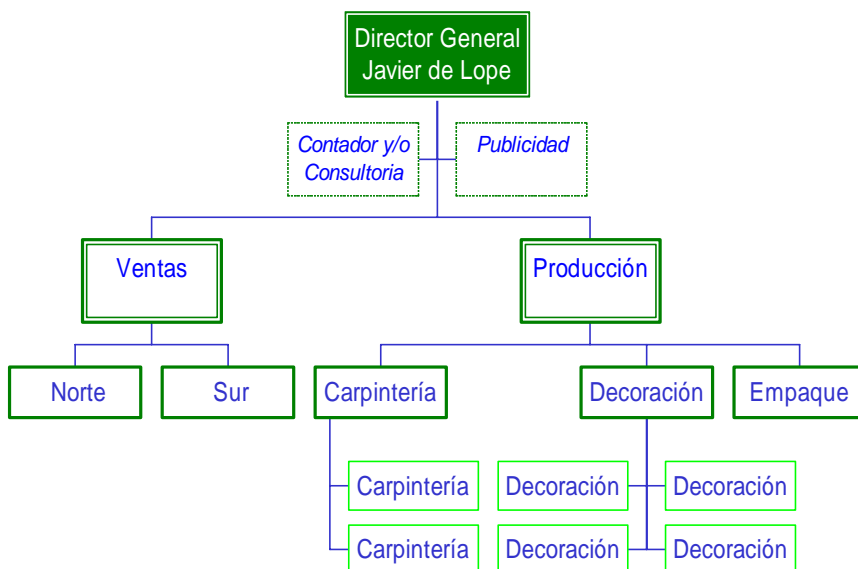 Director General
Javier de Lope
Contador y/o
Consultoria
Publicidad
Ventas
Producción
Norte
Sur
Carpintería
Decoración
Empaque
Carpintería
Decoración
Decoración
Carpintería
Decoración
Decoración